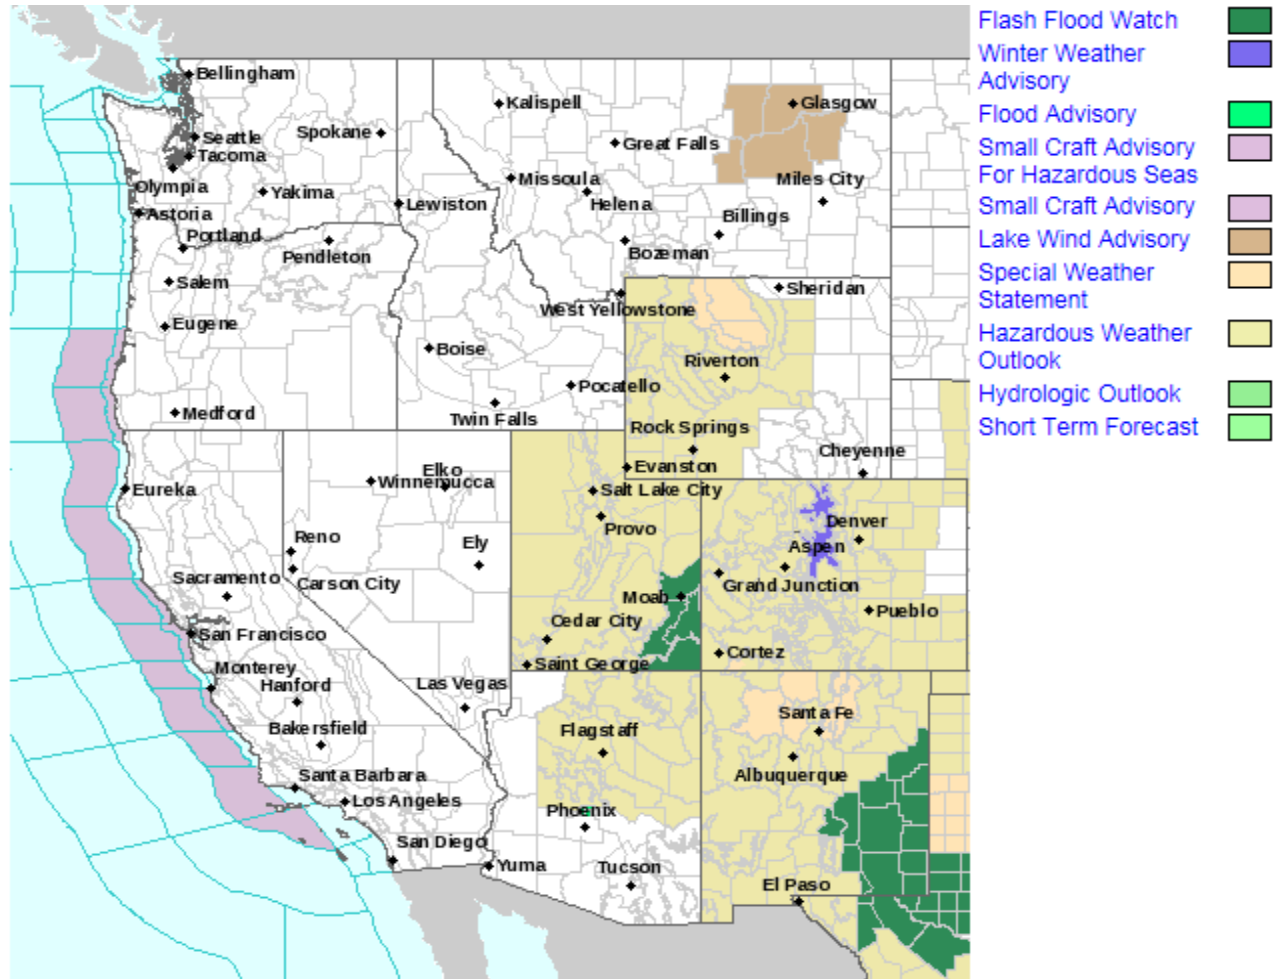 Flash Flood Watch
Winter Weather
Advisory
Flood Advisory
Small Craft Advisory
For Hazardous Seas
Small Craft Advisory
Lake Wind Advisory
Special Weather
Statement
Hazardous Weather
Outlook
Hydrologic Outlook
Short Term Forecast
Bellingham
Kalispell
Glasgow
Seattle
Spokane
Great Falls
Tacoma
Olympia
Yakima
Missoula
Miles City
Helena
Lewiston
Astoria
Billings
Portland
Pendleton
Bozeman
Salem
Sheridan
West Yellowstone
Eugene
Boise
Riverton
Pocatello
Medford
Twin Falls
Rock Springs
Cheyenne
Evanston
Elko
Winnemucca
Eureka
Salt Lake City
Provo
Denver
Reno
Ely
Aspen
Sacramento
Carson City
Grand Junction
Moab
Pueblo
Cedar City
San Francisco
Cortez
Saint George
Monterey
Hanford
Las Vegas
Santa Fe
Bakersfield
Flagstaff
Albuquerque
Santa Barbara
Los Angeles
Phoenix
San Diego
Yuma
Tucson
El Paso